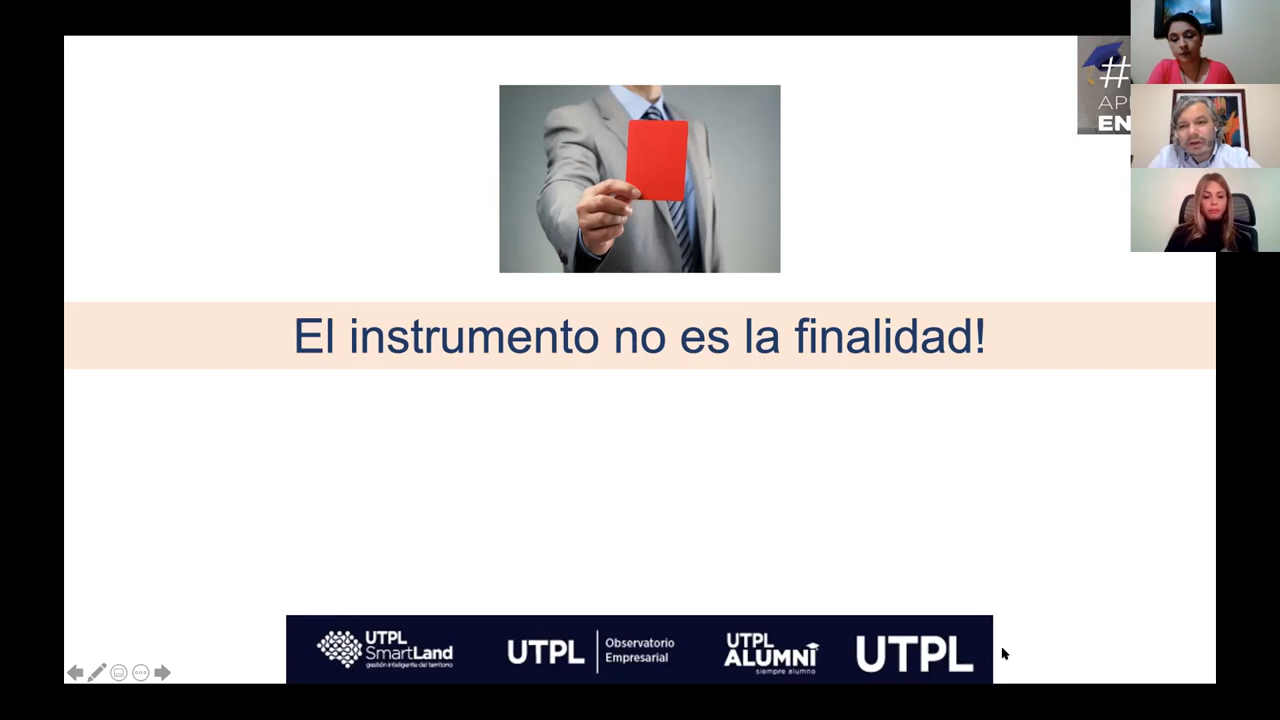 #
EN
El instrumento no es la finalidad!
UTPL
SmartLand
gestión inteligente del territorio
UTPL
Observatorio
Empresarial
UTPL
ALUMNI
siempre alumno
UTPL